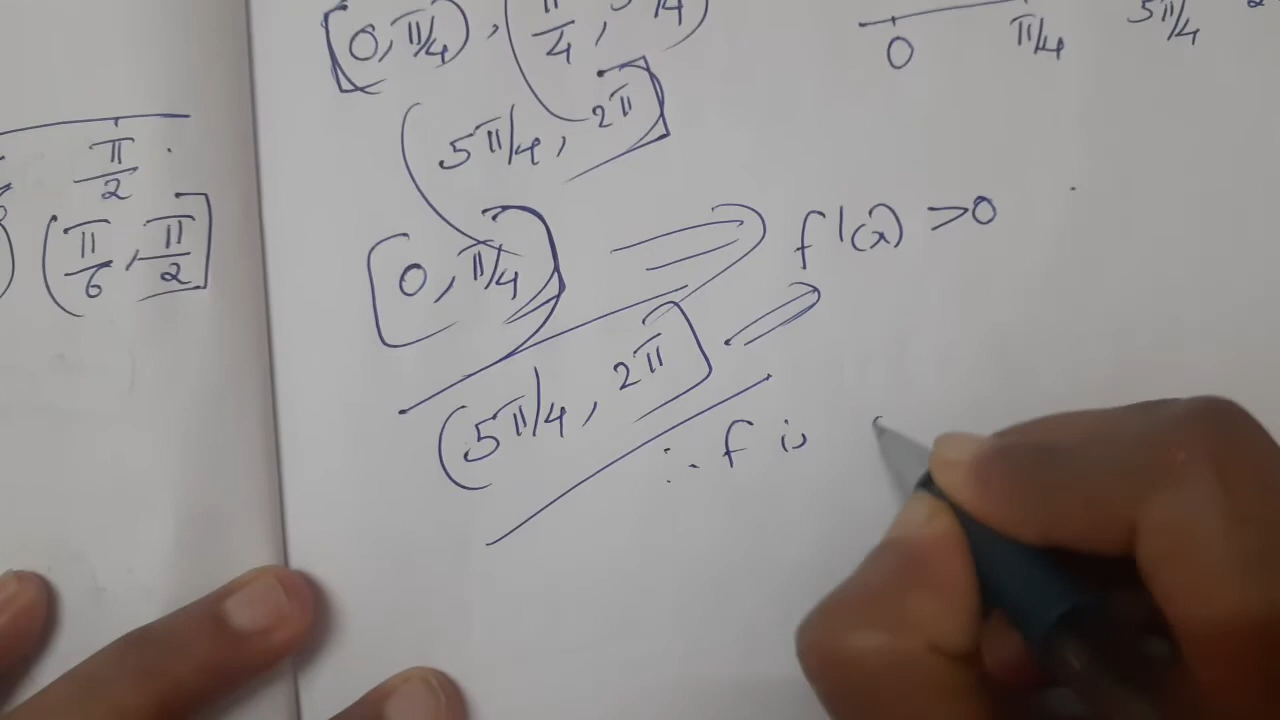 [0, π/4), (π/4, 5π/4)
0 π/4 5π/4 2
(5π/4, 2π]
π/2
) (π/6, π/2]
[0, π/4) ⇒ f'(x) > 0
(5π/4, 2π] ⇒
∴ f is